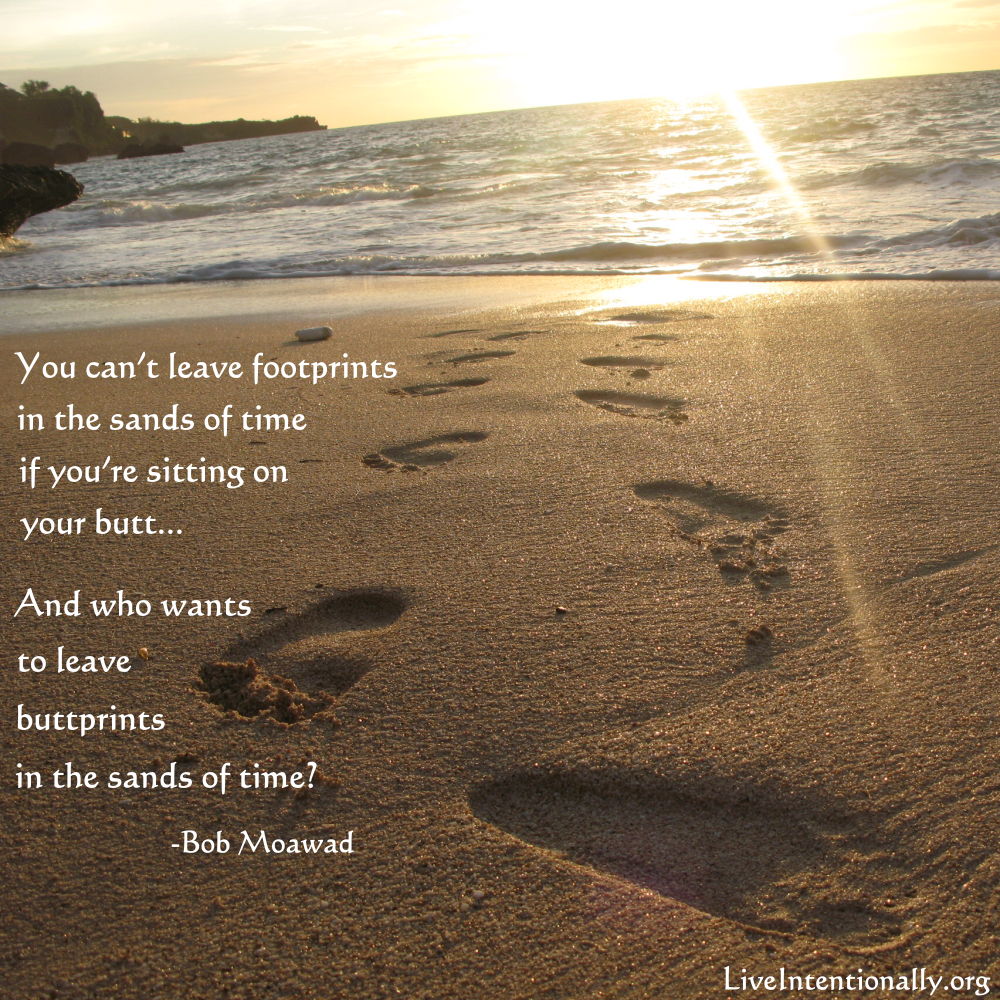 You can't leave footprints
in the sands of time
if you're sitting on
your butt...
And who wants
to leave
buttprints
in the sands of time?
-Bob Moawad
LiveIntentionally.org